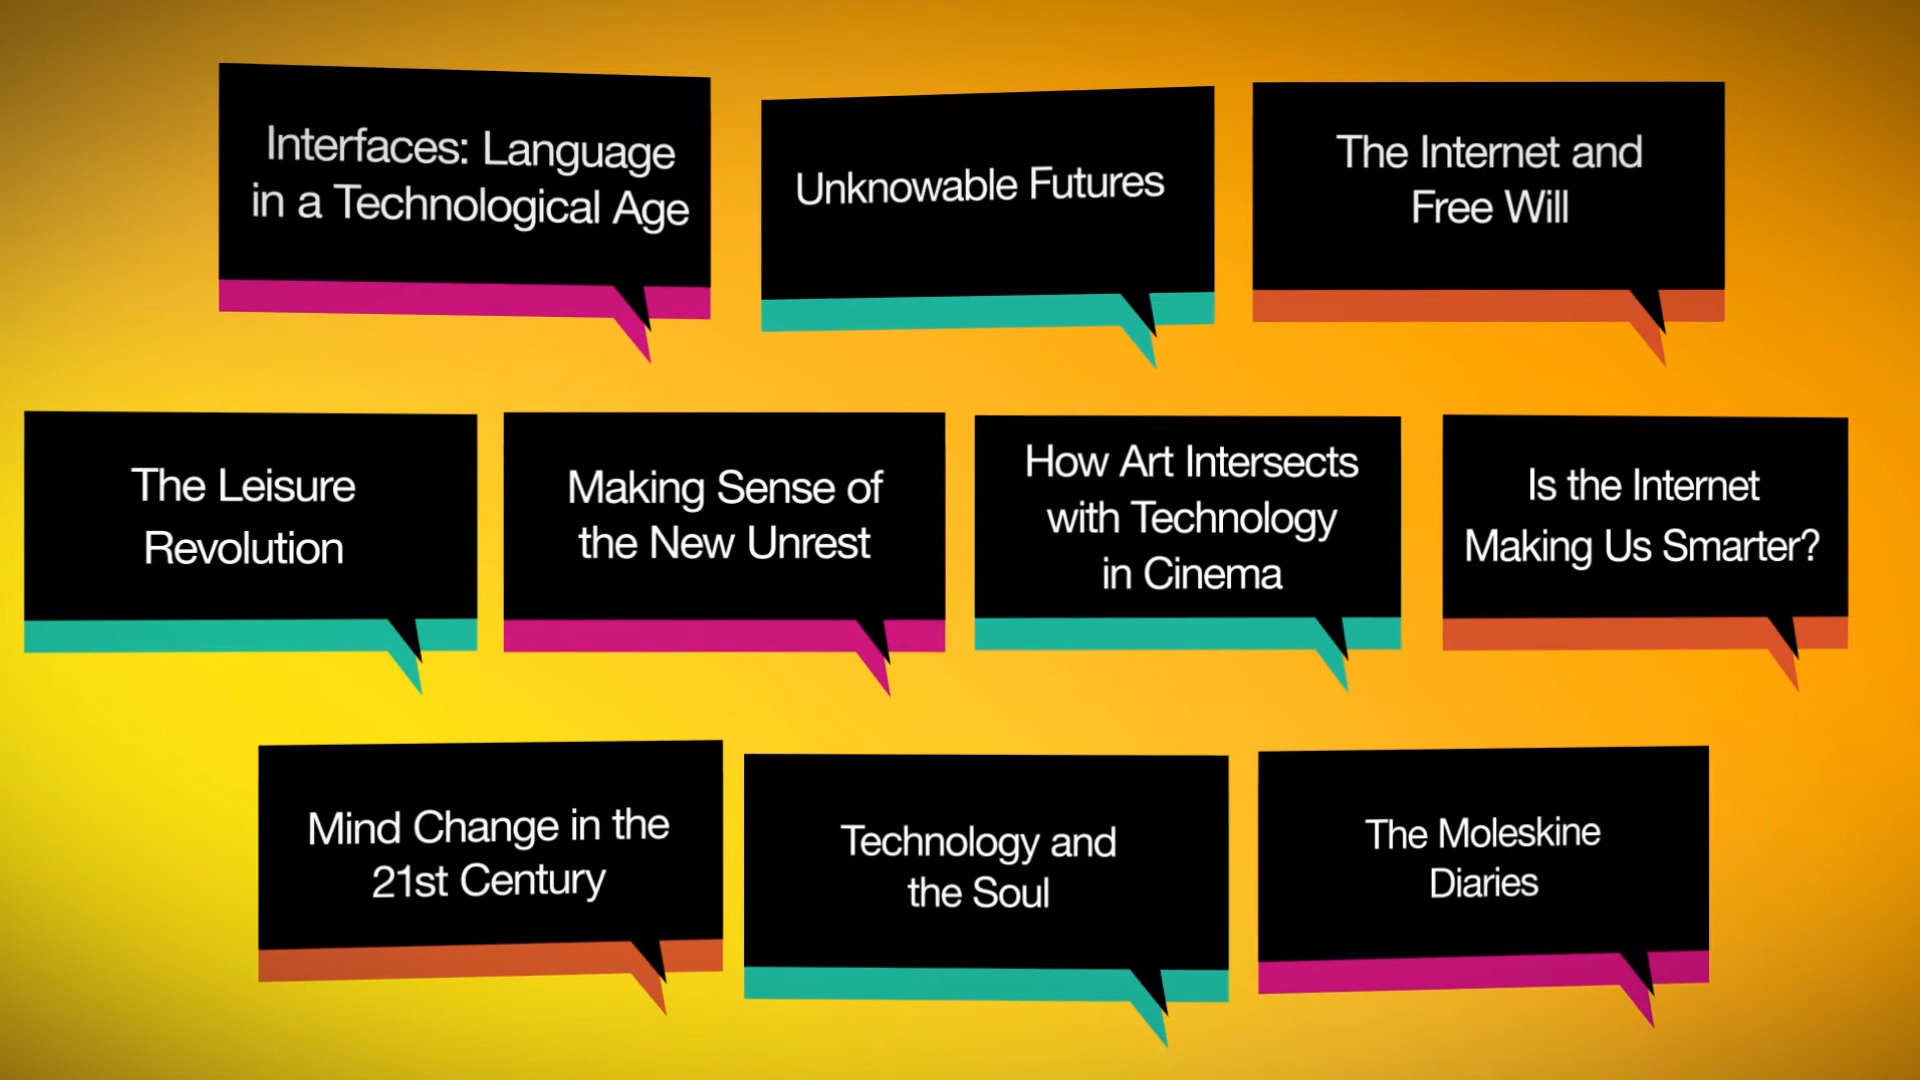 Interfaces: Language
in a Technological Age
Unknowable Futures
The Internet and
Free Will
The Leisure
Revolution
Making Sense of
the New Unrest
How Art Intersects
with Technology
in Cinema
Is the Internet
Making Us Smarter?
Mind Change in the
21st Century
Technology and
the Soul
The Moleskine
Diaries